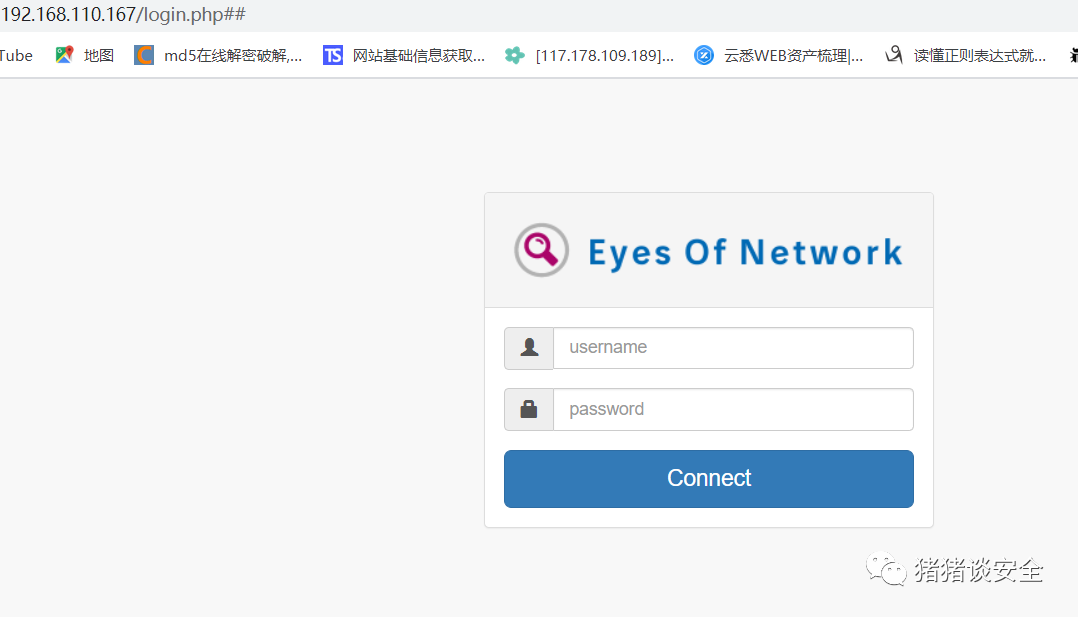 192.168.110.167/login.php##
Tube 地图 md5在线解密破解,... TS 网站基础信息获取... [117.178.109.189]... 云悉WEB资产梳理|... 读懂正则表达式就...
Eyes Of Network
username
password
Connect
猪猪谈安全